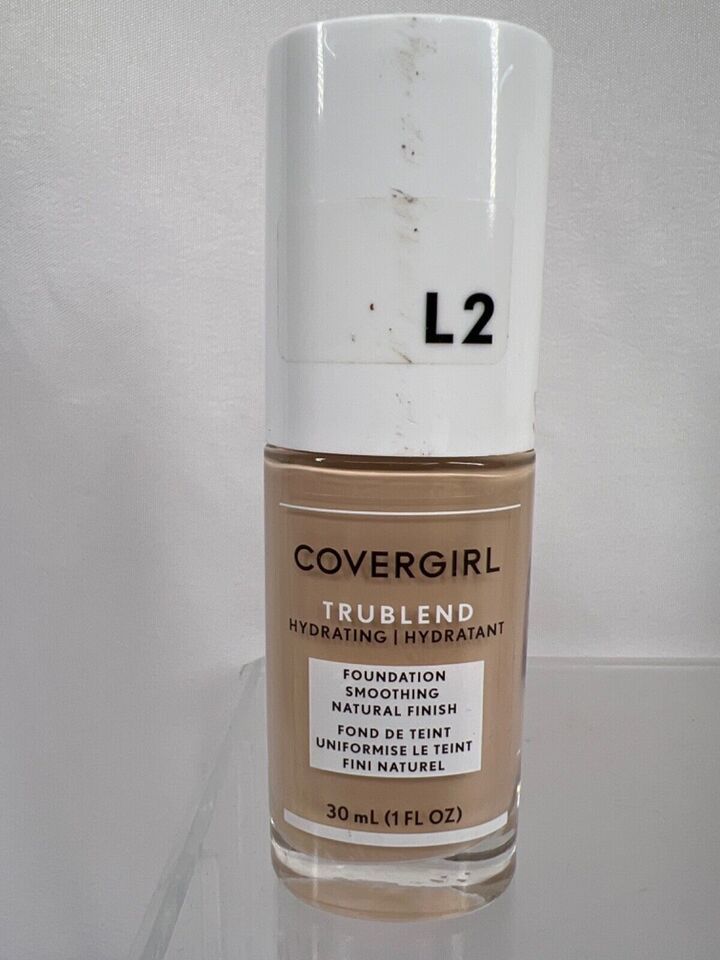 L2
COVERGIRL
TRUBLEND
HYDRATING | HYDRATANT
FOUNDATION
SMOOTHING
NATURAL FINISH
FOND DE TEINT
UNIFORMISE LE TEINT
FINI NATUREL
30 mL (1 FL OZ)